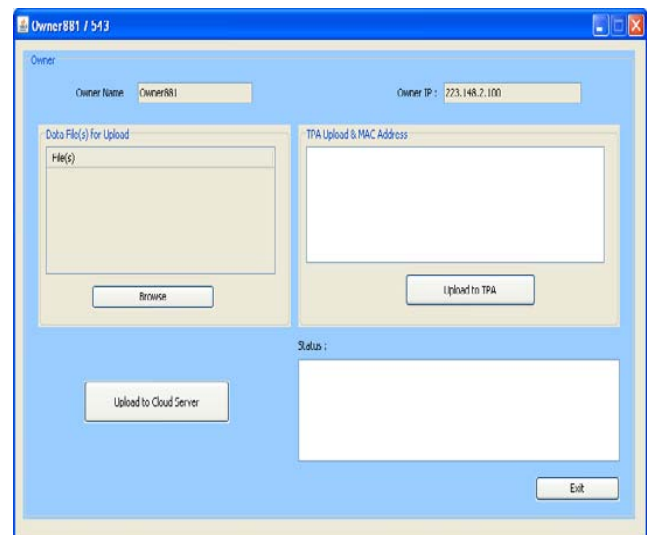 Owner881 / 543
Owner
Owner Name Owner881 Owner IP : 223.148.2.100
Data File(s) for Upload
File(s)
Browse
TPA Upload & MAC Address
Upload to TPA
Upload to Cloud Server
Status :
Exit